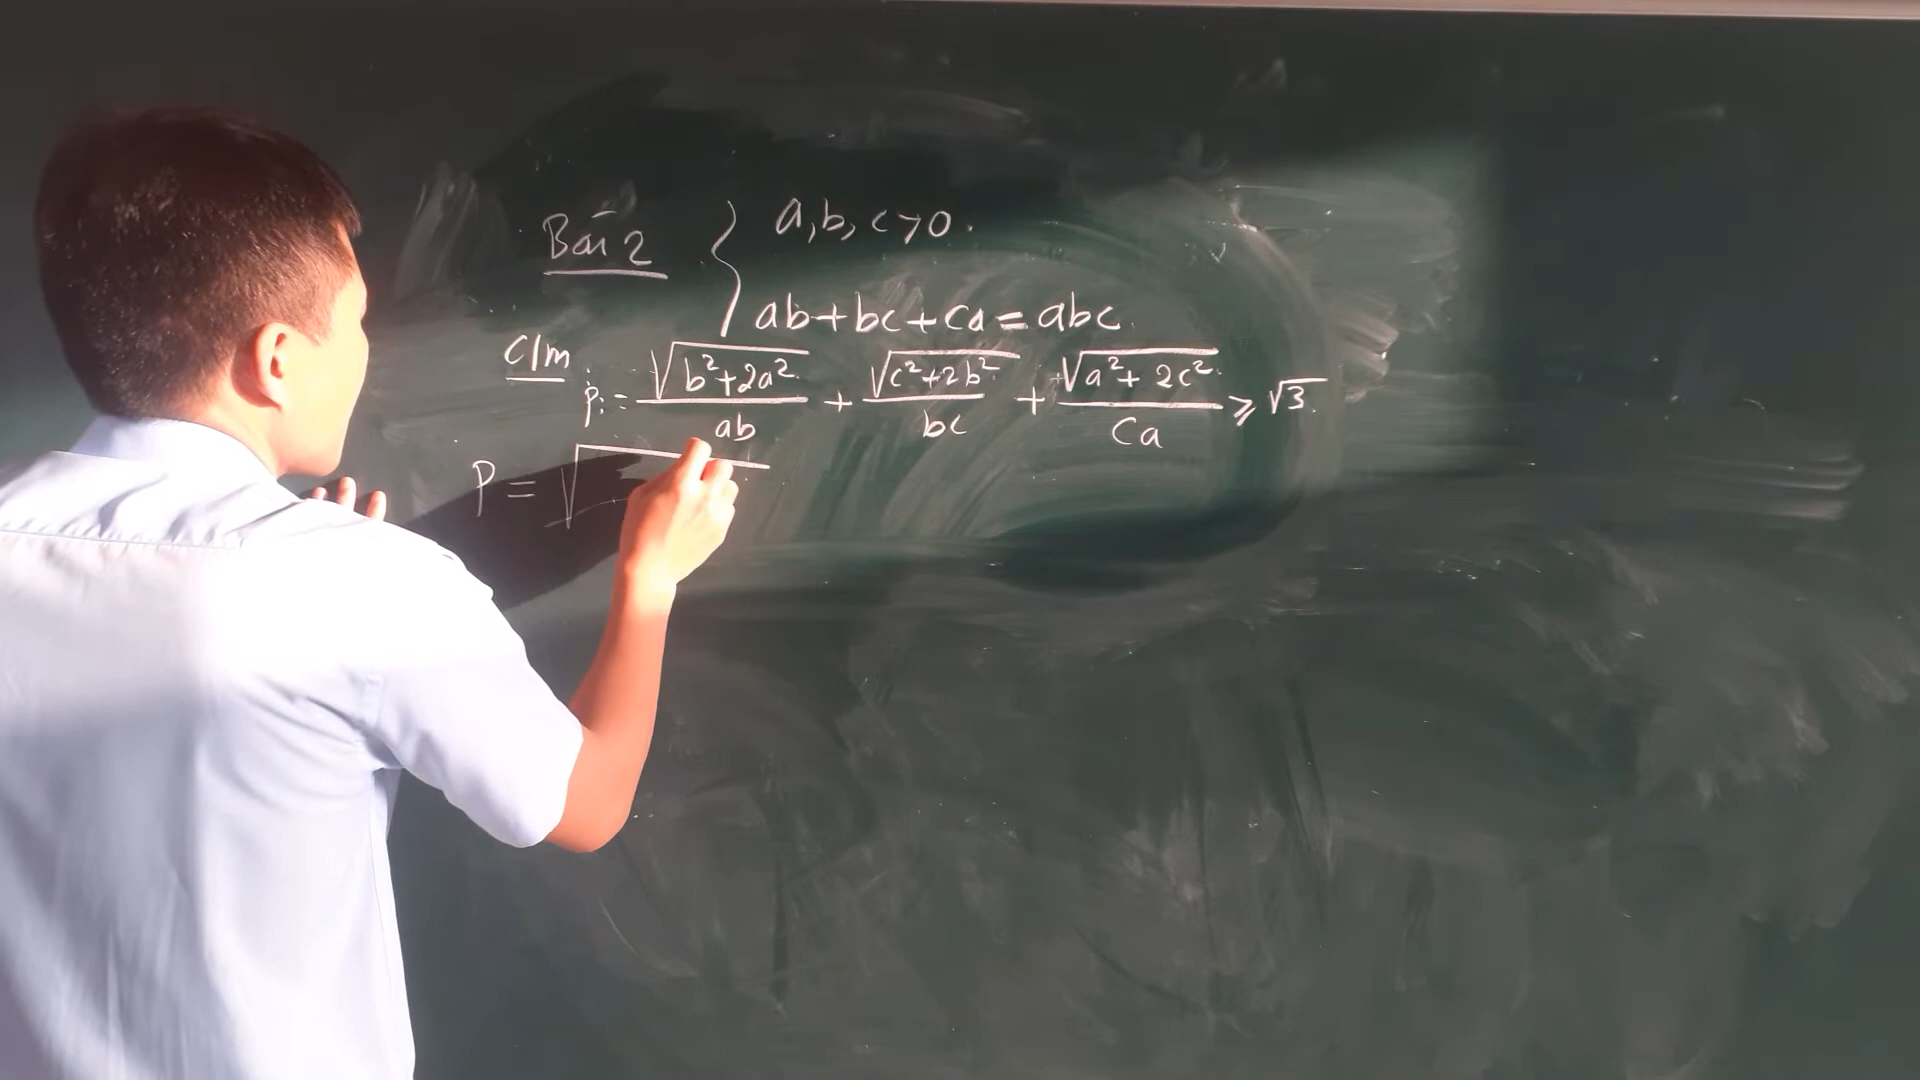 Bài 2 { a, b, c > 0.
ab + bc + ca = abc.
C/m :
P: = √(b² + 2a²) / ab + √(c² + 2b²) / bc + √(a² + 2c²) / ca ⩾ √3.
P = √